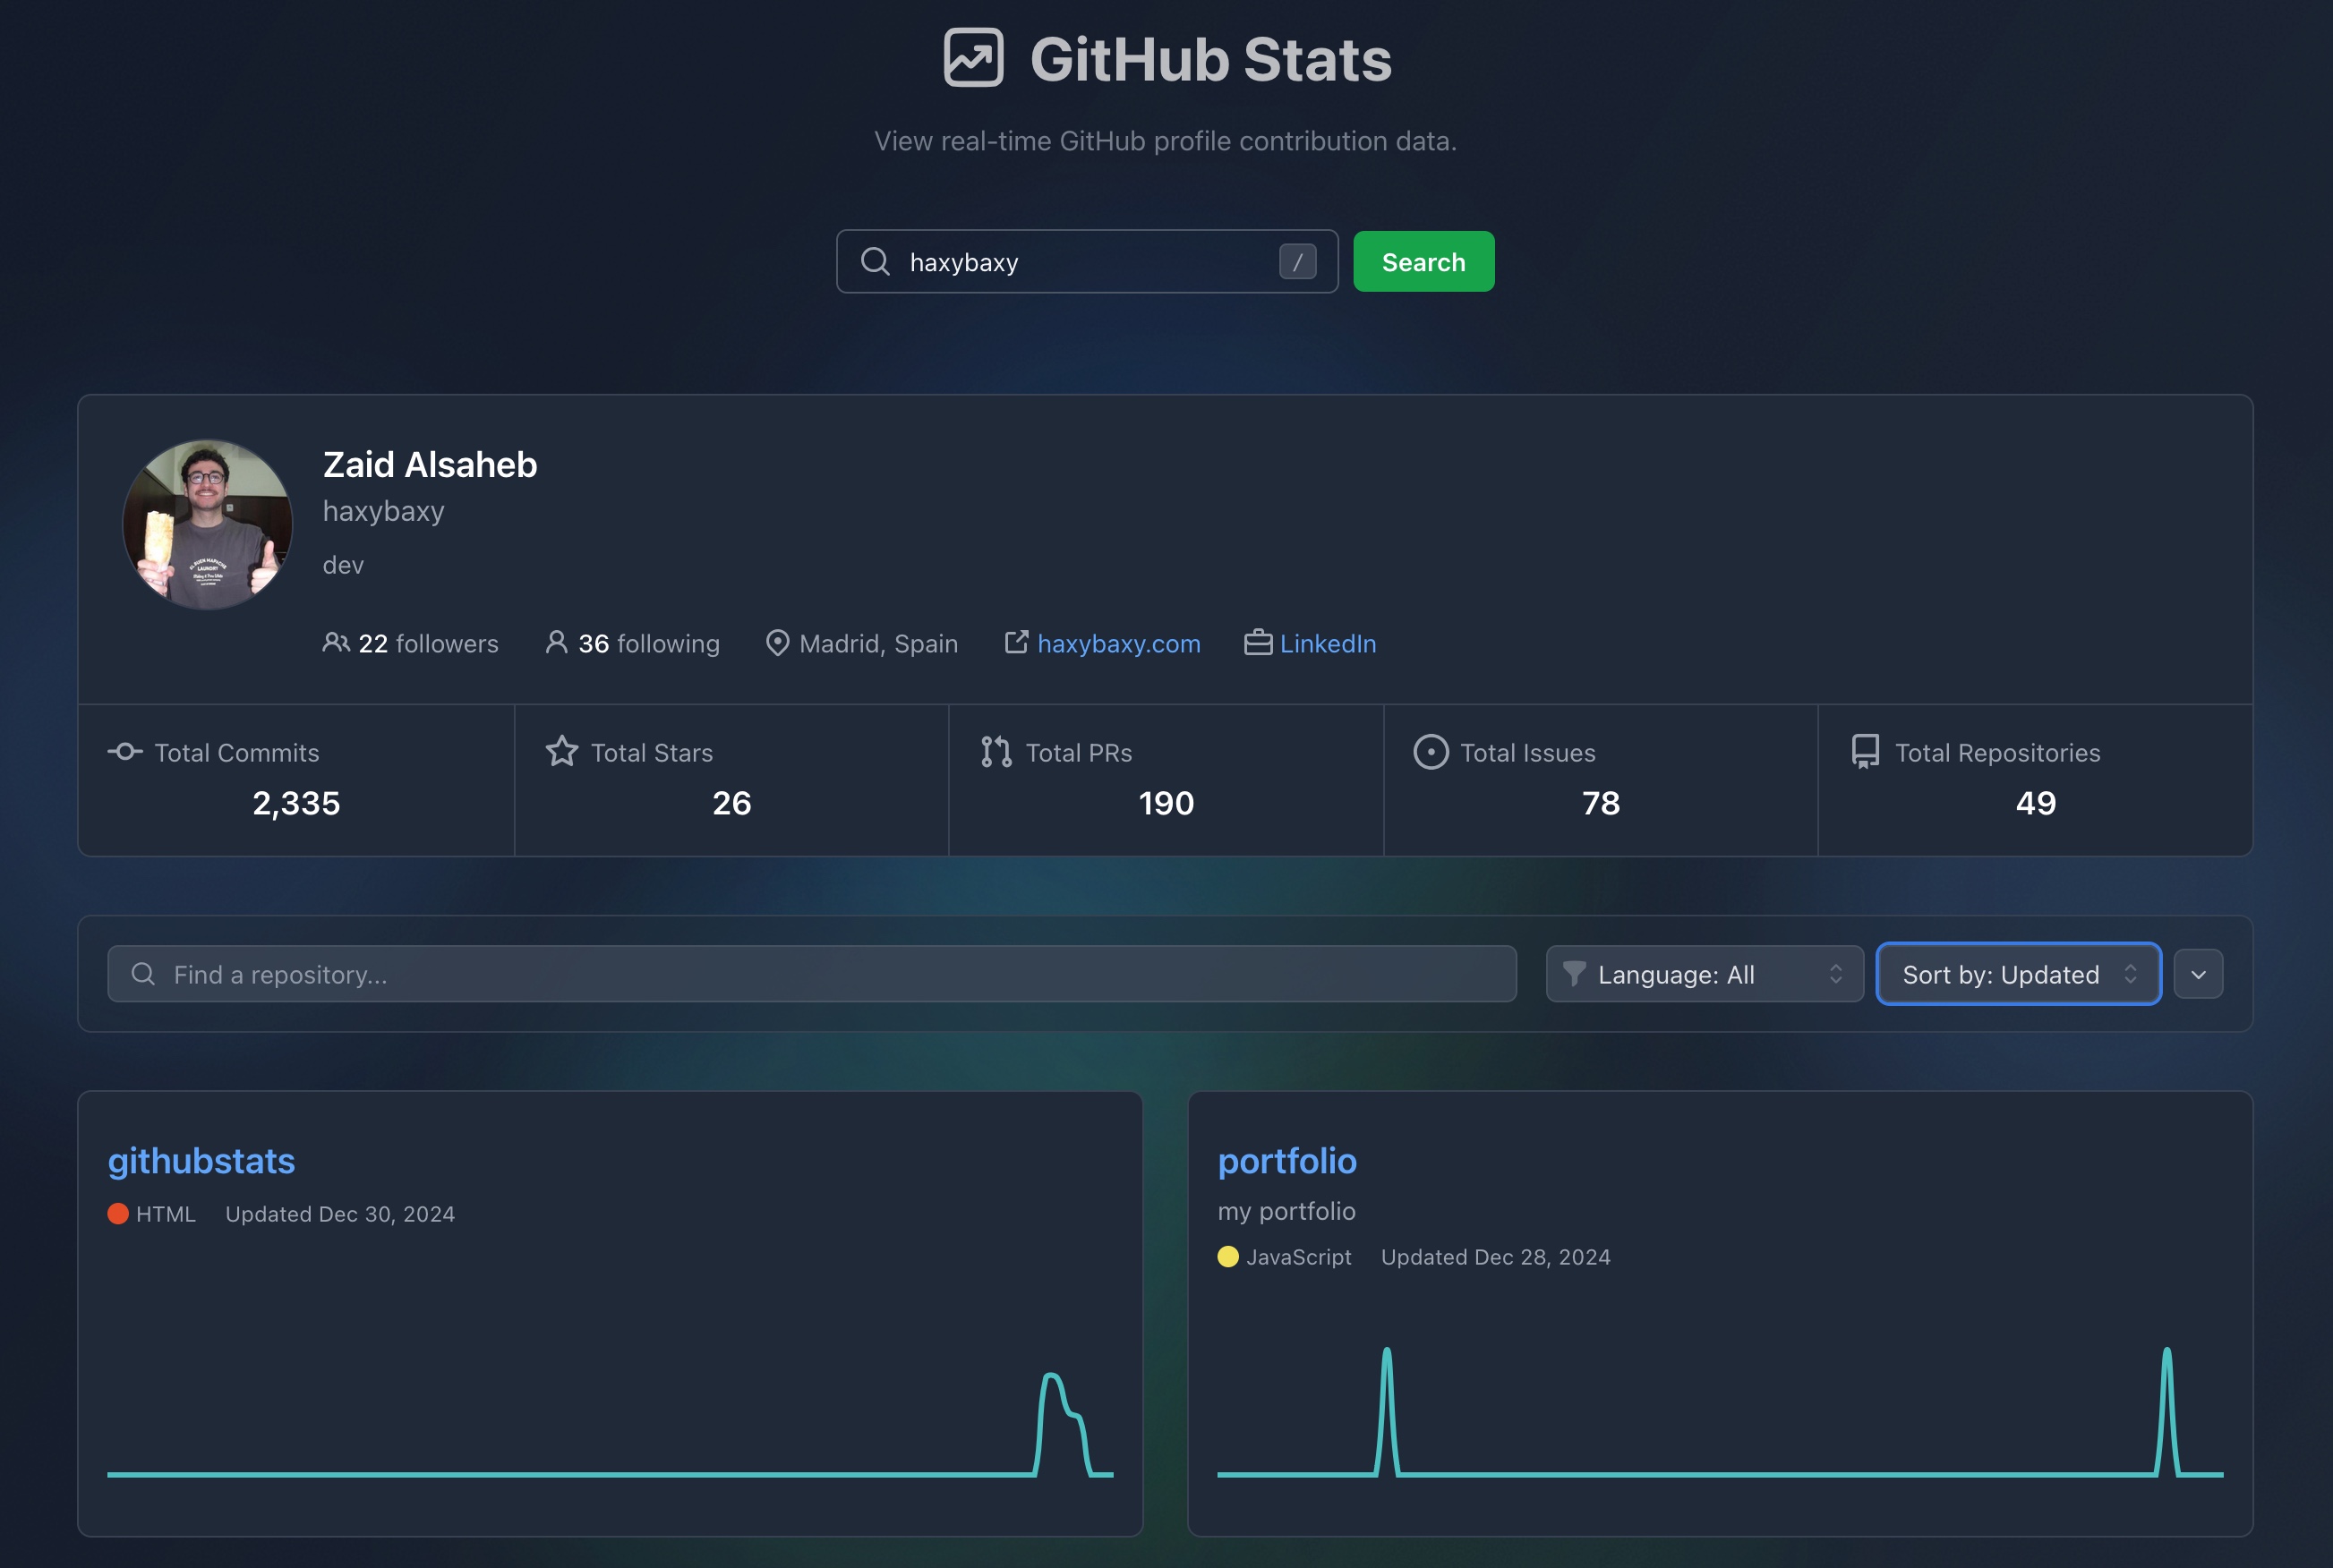 GitHub Stats
View real-time GitHub profile contribution data.
haxybaxy
/
Search
Zaid Alsaheb
haxybaxy
dev
22 followers
36 following
Madrid, Spain
haxybaxy.com
LinkedIn
Total Commits
2,335
Total Stars
26
Total PRs
190
Total Issues
78
Total Repositories
49
Find a repository...
Language: All
Sort by: Updated
githubstats
HTML
Updated Dec 30, 2024
portfolio
my portfolio
JavaScript
Updated Dec 28, 2024